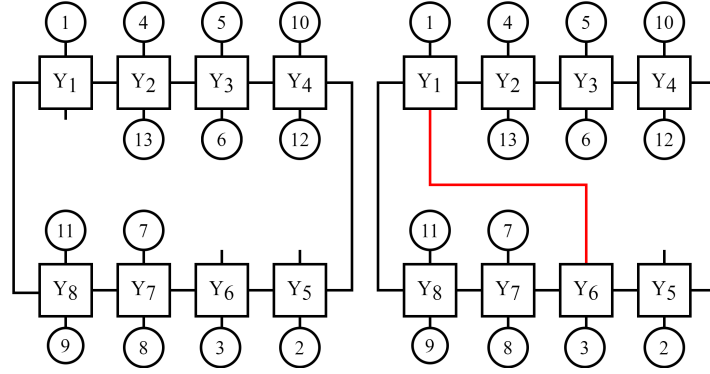 1 4 5 10 1 4 5 10
Y1 Y2 Y3 Y4 Y1 Y2 Y3 Y4
13 6 12 13 6 12
11 7 11 7
Y8 Y7 Y6 Y5 Y8 Y7 Y6 Y5
9 8 3 2 9 8 3 2